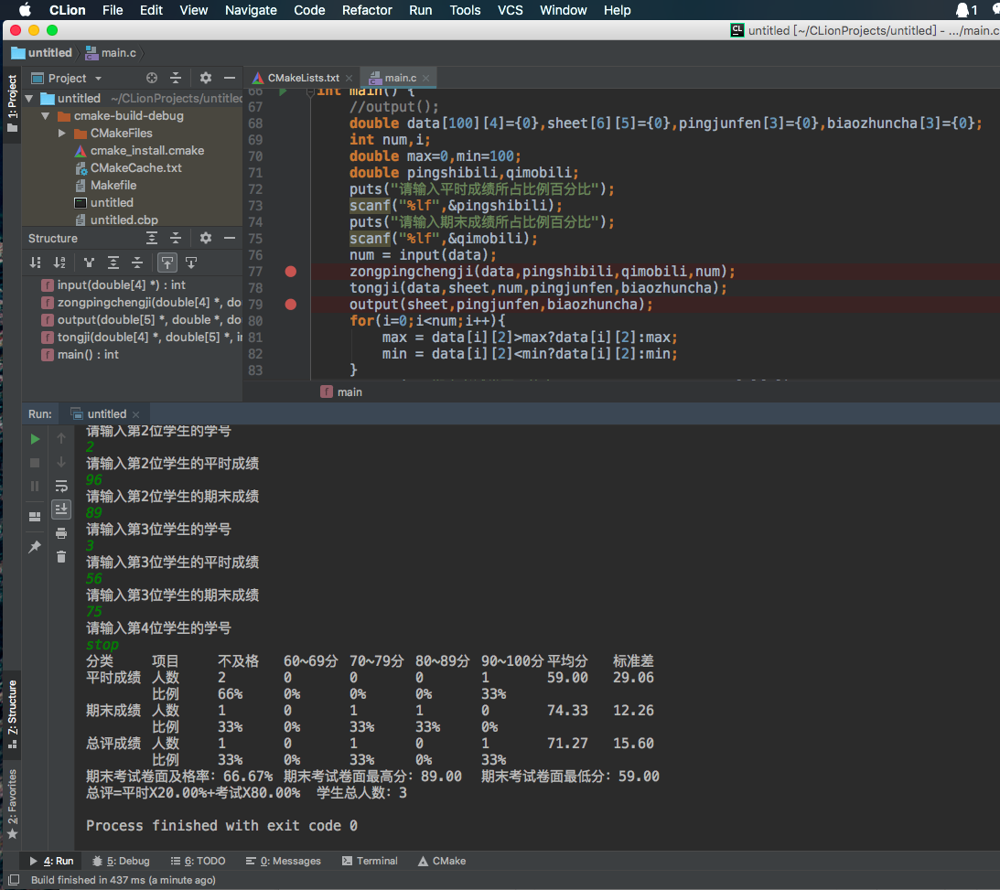 CLion File Edit View Navigate Code Refactor Run Tools VCS Window Help 1
untitled [~/CLionProjects/untitled] - .../main.c
untitled main.c
1: Project
Project
CMakeLists.txt main.c
untitled ~/CLionProjects/untitled
cmake-build-debug
CMakeFiles
cmake_install.cmake
CMakeCache.txt
Makefile
untitled
untitled.cbp
Structure
input(double[4] *) : int
zongpingchengji(double[4] *, do
output(double[5] *, double *, do
tongji(double[4] *, double[5] *, i
main() : int
66 int main() {
67 //output();
68 double data[100][4]={0},sheet[6][5]={0},pingjunfen[3]={0},biaozhuncha[3]={0};
69 int num,i;
70 double max=0,min=100;
71 double pingshibili,qimobili;
72 puts("请输入平时成绩所占比例百分比");
73 scanf("%lf",&pingshibili);
74 puts("请输入期末成绩所占比例百分比");
75 scanf("%lf",&qimobili);
76 num = input(data);
77 zongpingchengji(data,pingshibili,qimobili,num);
78 tongji(data,sheet,num,pingjunfen,biaozhuncha);
79 output(sheet,pingjunfen,biaozhuncha);
80 for(i=0;i<num;i++){
81 max = data[i][2]>max?data[i][2]:max;
82 min = data[i][2]<min?data[i][2]:min;
83 }
main
Run: untitled
请输入第2位学生的学号
2
请输入第2位学生的平时成绩
96
请输入第2位学生的期末成绩
89
请输入第3位学生的学号
3
请输入第3位学生的平时成绩
56
请输入第3位学生的期末成绩
75
请输入第4位学生的学号
stop
分类 项目 不及格 60~69分 70~79分 80~89分 90~100分 平均分 标准差
平时成绩 人数 2 0 0 0 1 59.00 29.06
比例 66% 0% 0% 0% 33%
期末成绩 人数 1 0 1 1 0 74.33 12.26
比例 33% 0% 33% 33% 0%
总评成绩 人数 1 0 1 0 1 71.27 15.60
比例 33% 0% 33% 0% 33%
期末考试卷面及格率: 66.67% 期末考试卷面最高分: 89.00 期末考试卷面最低分: 59.00
总评=平时X20.00%+考试X80.00% 学生总人数: 3
Process finished with exit code 0
Z: Structure
2: Favorites
4: Run 5: Debug 6: TODO 0: Messages Terminal CMake
Build finished in 437 ms (a minute ago)